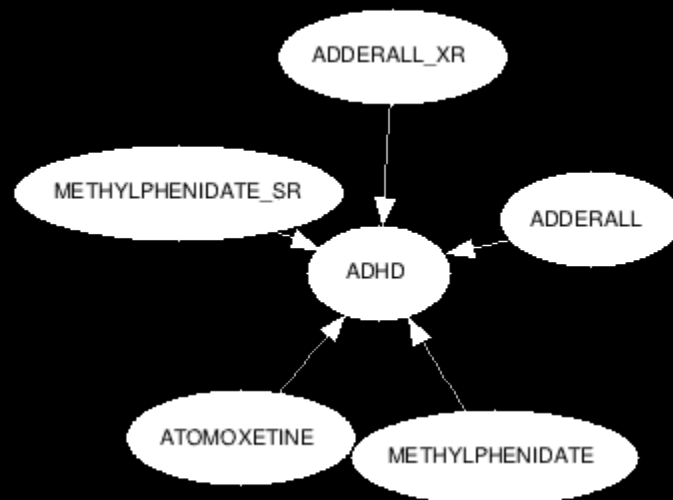 ADDERALL_XR
METHYLPHENIDATE_SR
ADDERALL
ADHD
ATOMOXETINE
METHYLPHENIDATE